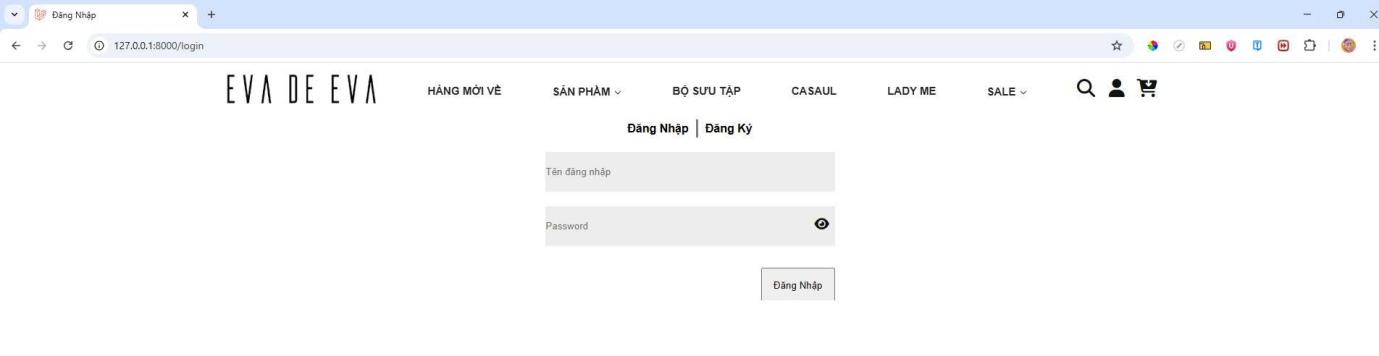 Đăng Nhập
127.0.0.1:8000/login
EVA DE EVA HÀNG MỚI VỀ SẢN PHẨM BỘ SƯU TẬP CASAUL LADY ME SALE
Đăng Nhập Đăng Ký
Tên đăng nhập
Password
Đăng Nhập